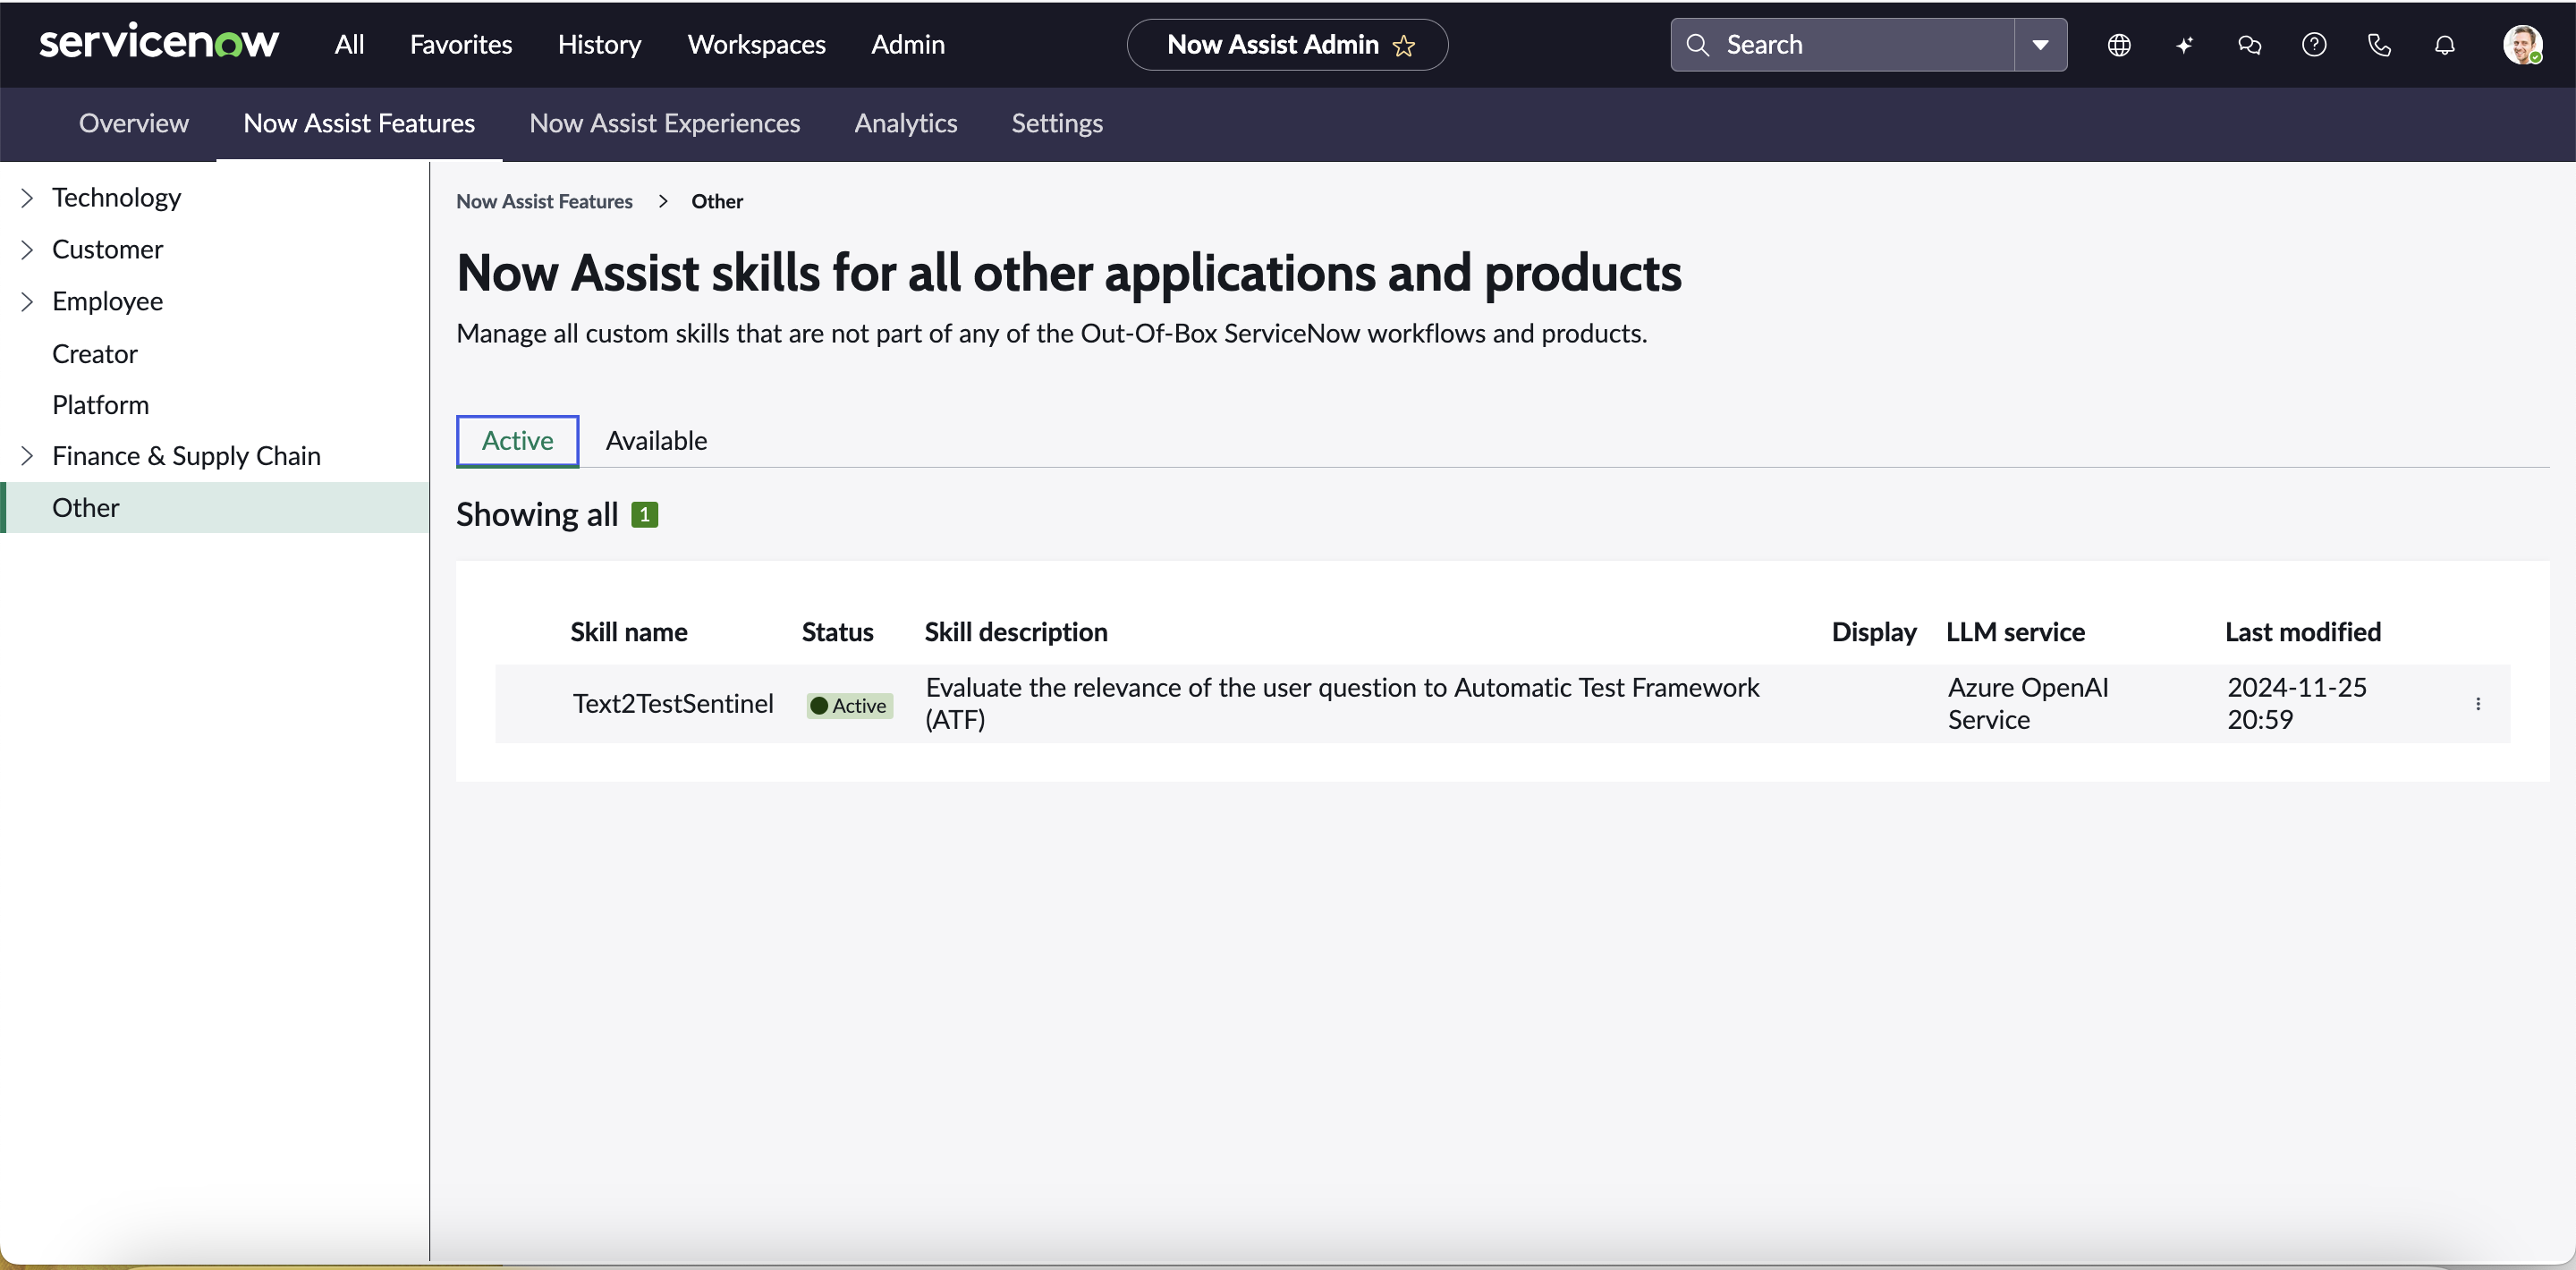 servicenow All Favorites History Workspaces Admin Now Assist Admin Search
Overview Now Assist Features Now Assist Experiences Analytics Settings
Technology
Customer
Employee
Creator
Platform
Finance & Supply Chain
Other
Now Assist Features > Other
Now Assist skills for all other applications and products
Manage all custom skills that are not part of any of the Out-Of-Box ServiceNow workflows and products.
Active Available
Showing all 1
Skill name Status Skill description Display LLM service Last modified
Text2TestSentinel Active Evaluate the relevance of the user question to Automatic Test Framework Azure OpenAI 2024-11-25
(ATF) Service 20:59